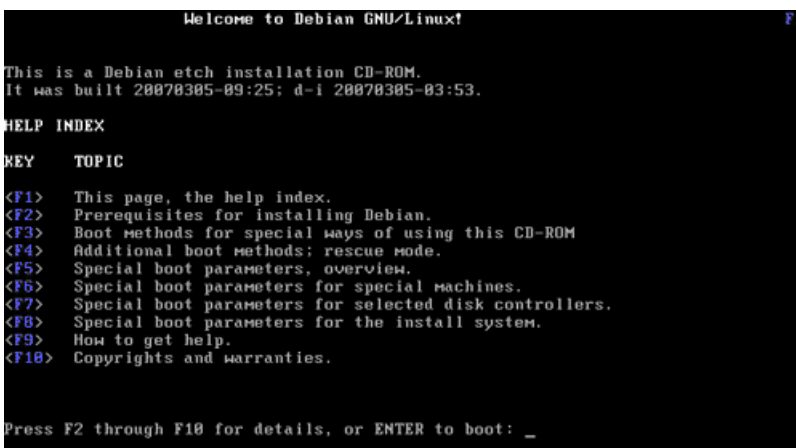 Welcome to Debian GNU/Linux! F
This is a Debian etch installation CD-ROM.
It was built 20070305-09:25; d-i 20070305-03:53.
HELP INDEX
KEY TOPIC
<F1> This page, the help index.
<F2> Prerequisites for installing Debian.
<F3> Boot methods for special ways of using this CD-ROM
<F4> Additional boot methods; rescue mode.
<F5> Special boot parameters, overview.
<F6> Special boot parameters for special machines.
<F7> Special boot parameters for selected disk controllers.
<F8> Special boot parameters for the install system.
<F9> How to get help.
<F10> Copyrights and warranties.
Press F2 through F10 for details, or ENTER to boot: _